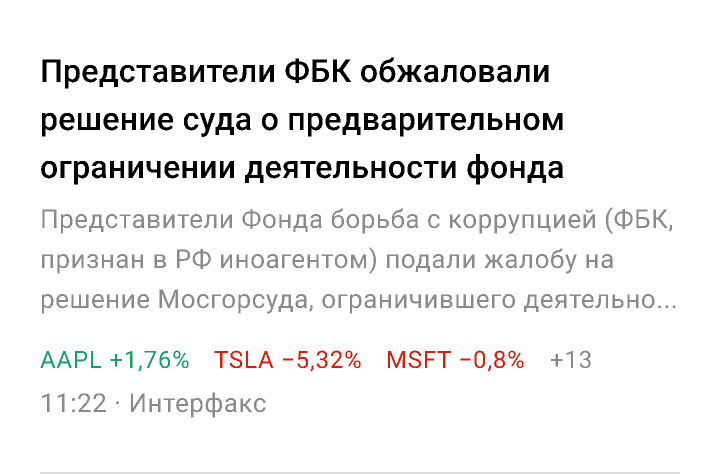 Представители ФБК обжаловали
решение суда о предварительном
ограничении деятельности фонда
Представители Фонда борьба с коррупцией (ФБК,
признан в РФ иноагентом) подали жалобу на
решение Мосгорсуда, ограничившего деятельно...
AAPL +1,76% TSLA −5,32% MSFT −0,8% +13
11:22 · Интерфакс